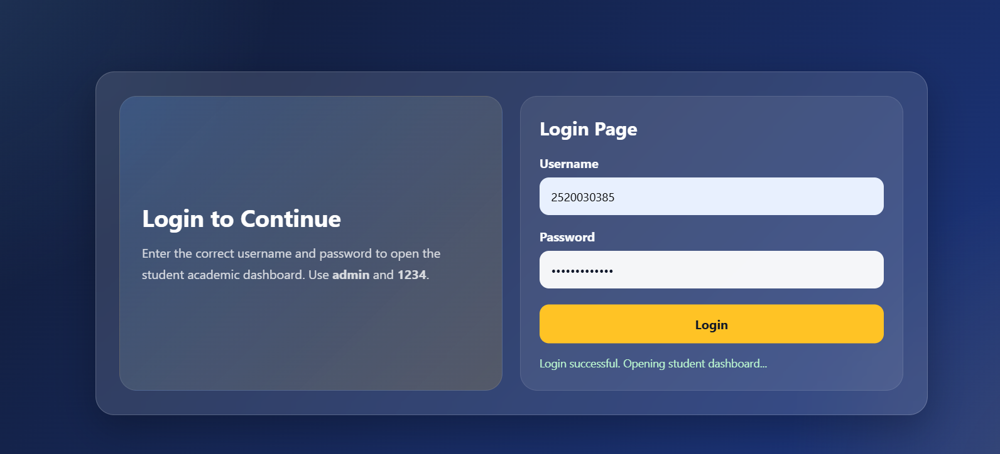 Login to Continue
Enter the correct username and password to open the
student academic dashboard. Use admin and 1234.
Login Page
Username
2520030385
Password
•••••••••••••
Login
Login successful. Opening student dashboard...